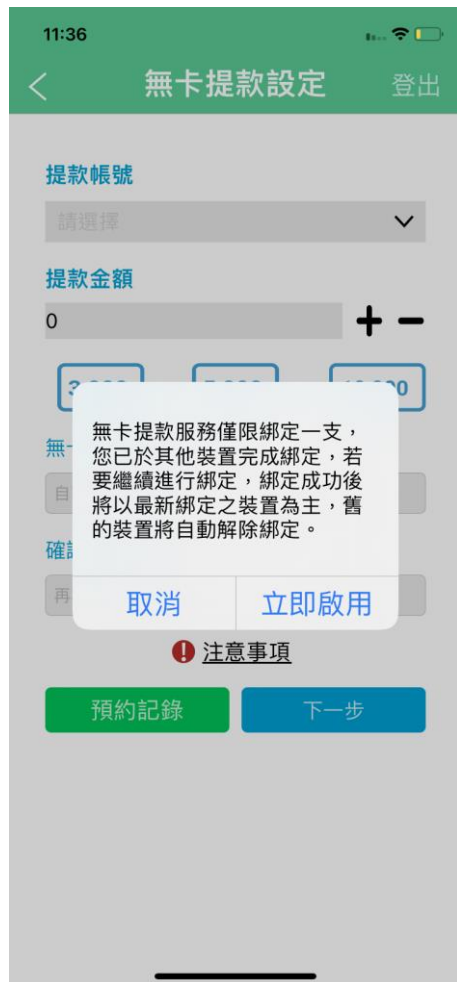 11:36
無卡提款設定
登出
提款帳號
請選擇
提款金額
0
無卡提款服務僅限綁定一支，
您已於其他裝置完成綁定，若
要繼續進行綁定，綁定成功後
將以最新綁定之裝置為主，舊
的裝置將自動解除綁定。
取消
立即啟用
注意事項
預約記錄
下一步